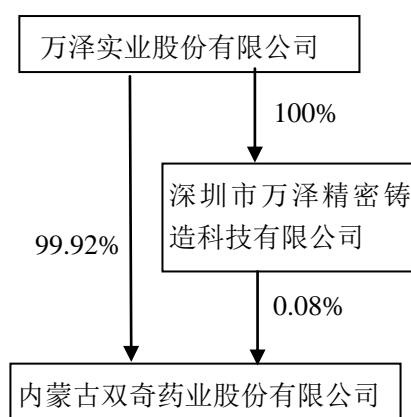 万泽实业股份有限公司
100%
深圳市万泽精密铸
造科技有限公司
99.92%
0.08%
内蒙古双奇药业股份有限公司